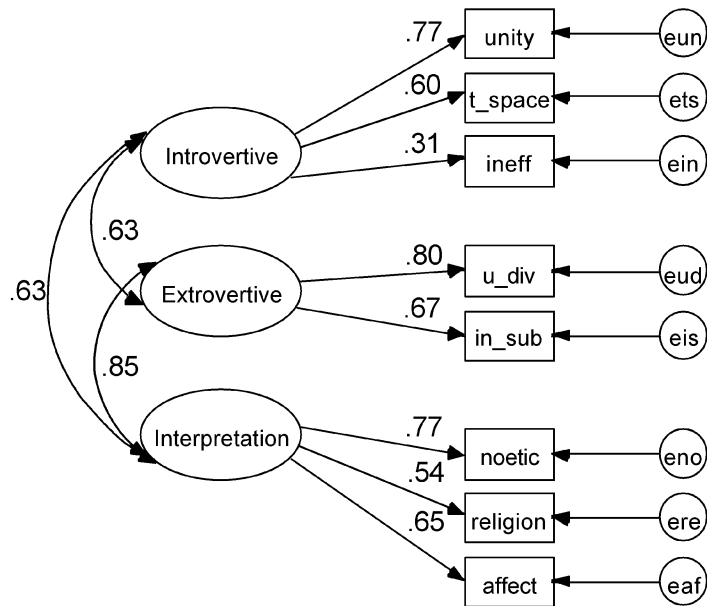 .77
unity
eun
.60
t_space
ets
Introvertive
.31
ineff
ein
.63
.63
Extrovertive
.80
u_div
eud
.67
in_sub
eis
.85
Interpretation
.77
noetic
eno
.54
religion
ere
.65
affect
eaf